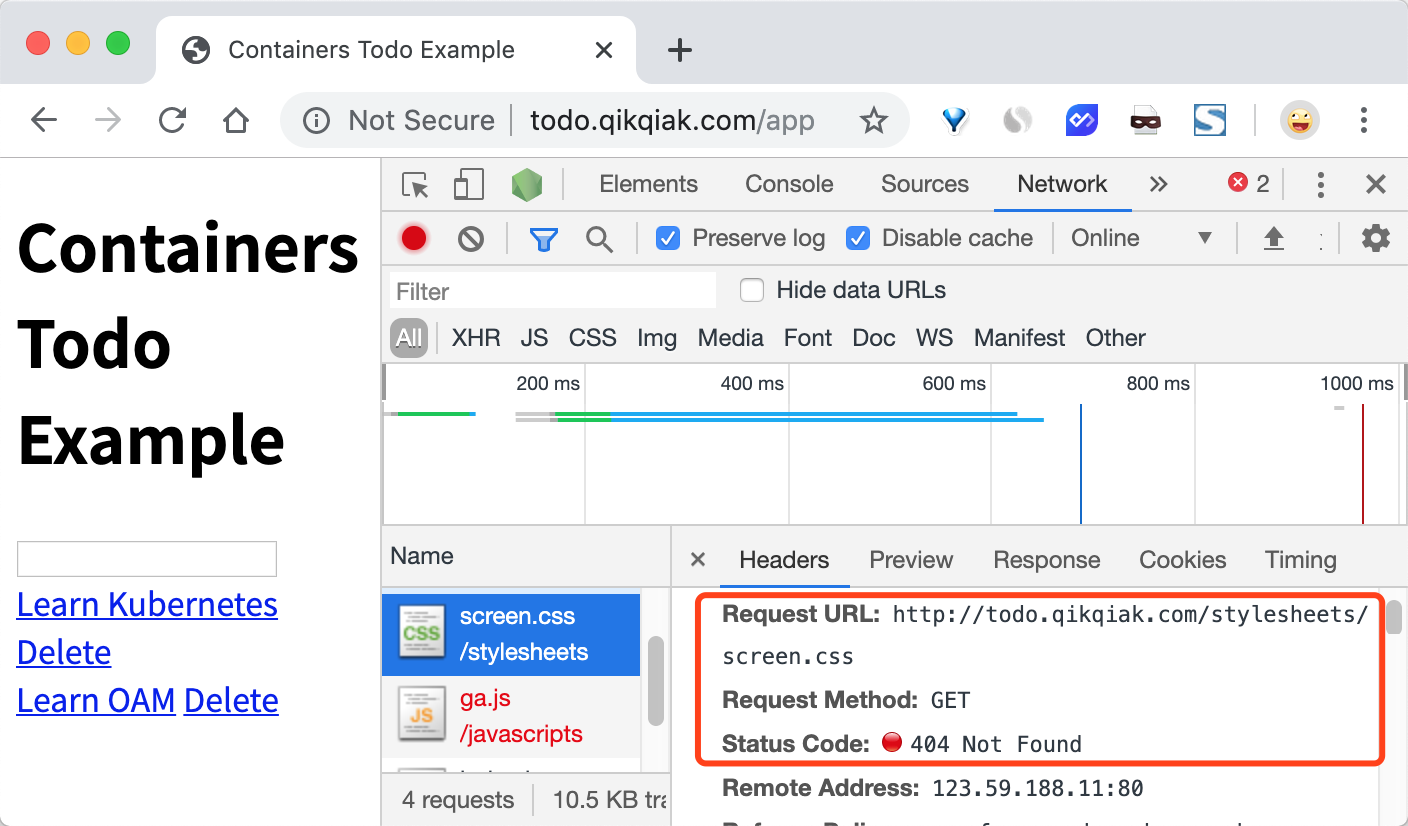 Containers Todo Example
Not Secure
todo.qikqiak.com/app
Containers
Todo
Example
Learn Kubernetes
Delete
Learn OAM Delete
Elements Console Sources Network 2
Preserve log Disable cache Online
Filter Hide data URLs
All XHR JS CSS Img Media Font Doc WS Manifest Other
200 ms 400 ms 600 ms 800 ms 1000 ms
Name
CSS
screen.css
/stylesheets
JS
ga.js
/javascripts
4 requests 10.5 KB
Headers Preview Response Cookies Timing
Request URL: http://todo.qikqiak.com/stylesheets/
screen.css
Request Method: GET
Status Code: 404 Not Found
Remote Address: 123.59.188.11:80